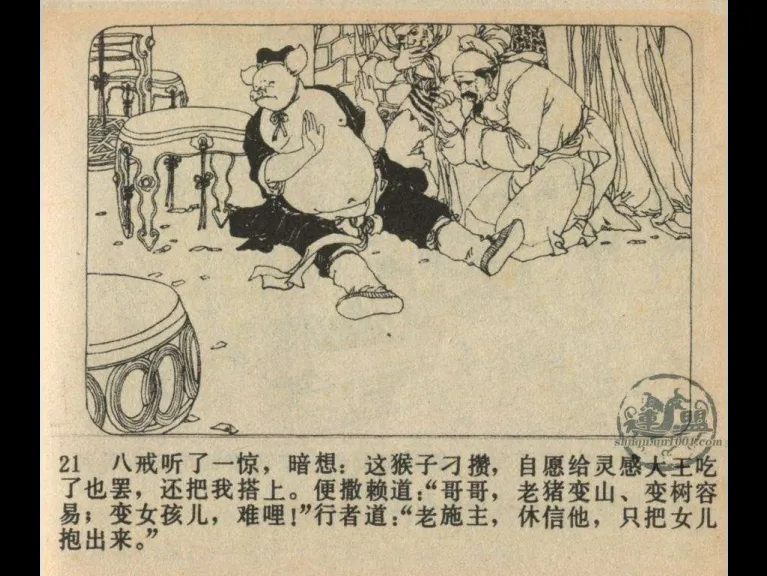 21 八戒听了一惊，暗想：这猴子刁攒，自愿给灵感大王吃
了也罢，还把我搭上。便撒赖道：“哥哥，老猪变山、变树容
易；变女孩儿，难哩！”行者道：“老施主，休信他，只把女儿
抱出来。”
連盟
shuqian1001.com